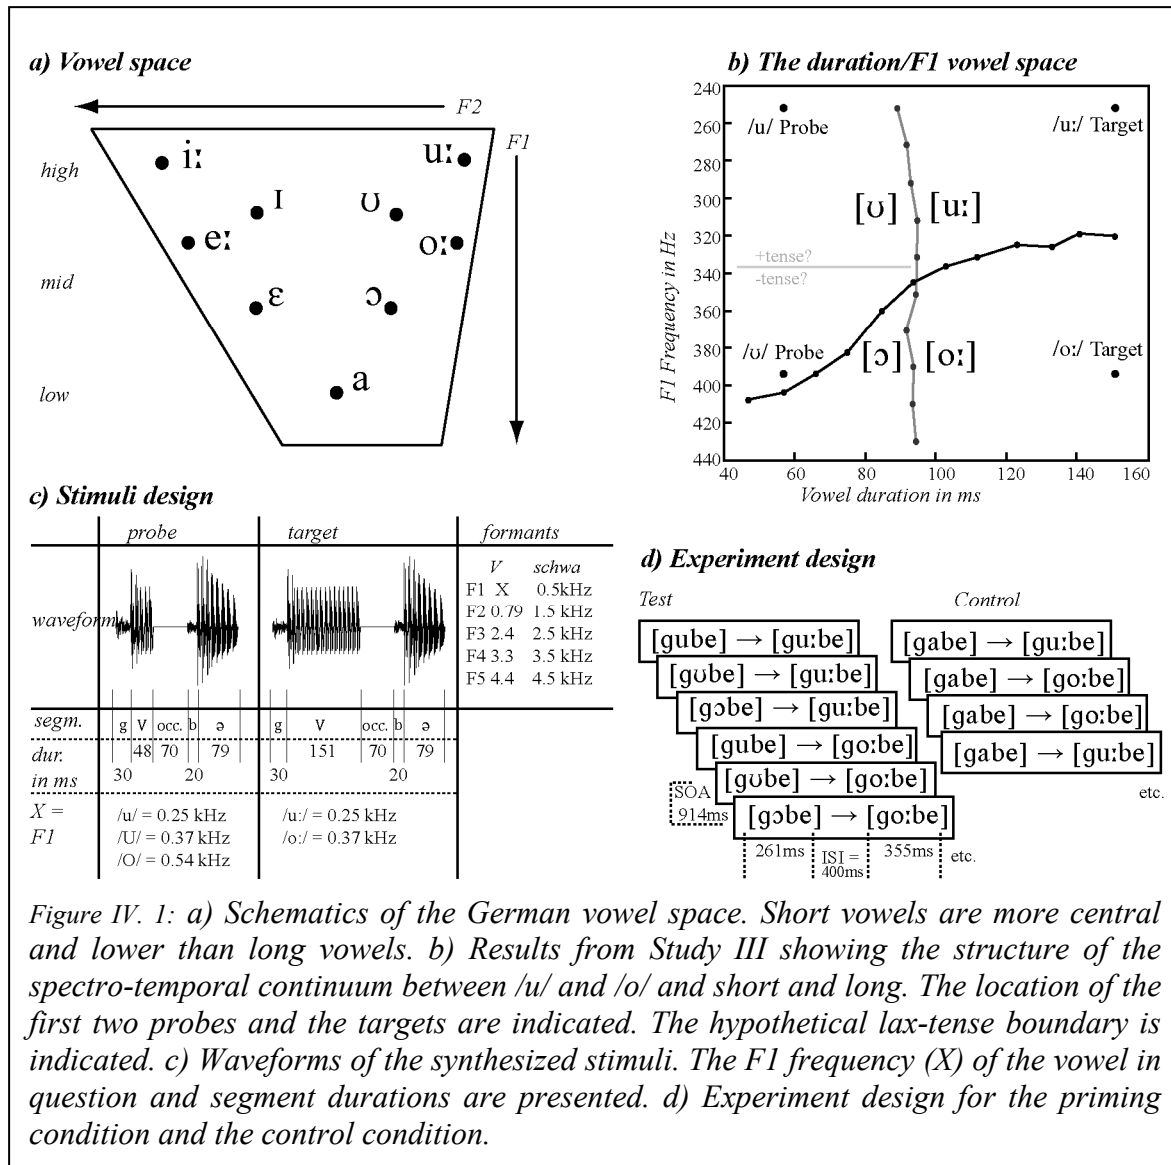 a) Vowel space
F2
F1
high
mid
low
iː
uː
ɪ
ʊ
eː
oː
ɛ
ɔ
a
b) The duration/F1 vowel space
F1 Frequency in Hz
240
260
280
300
320
340
360
380
400
420
440
/u/ Probe
/u:/ Target
[ʊ] [uː]
+tense?
-tense?
/ʊ/ Probe
/o:/ Target
[ɔ] [oː]
40 60 80 100 120 140 160
Vowel duration in ms
c) Stimuli design
probe target formants
V schwa
F1 X 0.5kHz
waveform F2 0.79 1.5 kHz
F3 2.4 2.5 kHz
F4 3.3 3.5 kHz
F5 4.4 4.5 kHz
segm. g V occ. b ə g V occ. b ə
dur. 48 70 79 151 70 79
in ms 30 20 30 20
X = /u/ = 0.25 kHz /u:/ = 0.25 kHz
F1 /U/ = 0.37 kHz /o:/ = 0.37 kHz
/O/ = 0.54 kHz
d) Experiment design
Test Control
[gube] → [guːbe]
[gʊbe] → [guːbe]
[gɔbe] → [guːbe]
[gube] → [goːbe]
[gʊbe] → [goːbe]
[gɔbe] → [goːbe]
[gabe] → [guːbe]
[gabe] → [goːbe]
[gabe] → [goːbe]
[gabe] → [guːbe]
etc.
SOA
914ms
261ms ISI = 355ms etc.
400ms
Figure IV. 1: a) Schematics of the German vowel space. Short vowels are more central
and lower than long vowels. b) Results from Study III showing the structure of the
spectro-temporal continuum between /u/ and /o/ and short and long. The location of the
first two probes and the targets are indicated. The hypothetical lax-tense boundary is
indicated. c) Waveforms of the synthesized stimuli. The F1 frequency (X) of the vowel in
question and segment durations are presented. d) Experiment design for the priming
condition and the control condition.